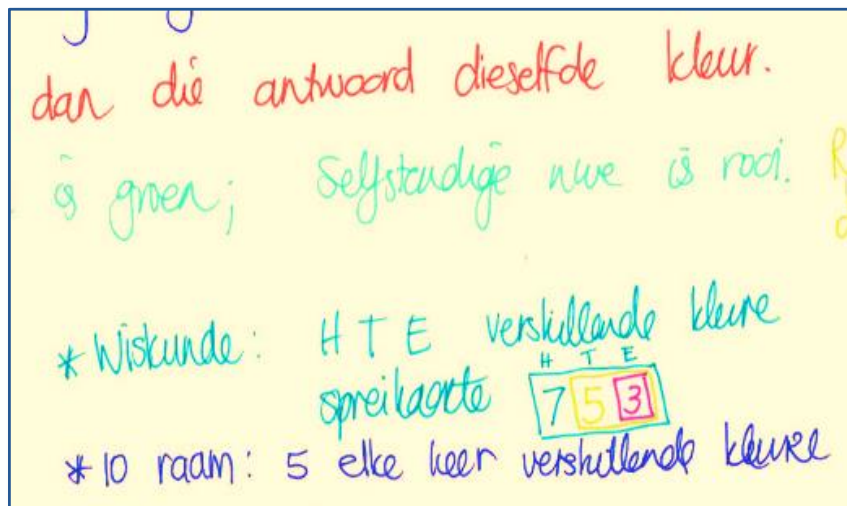 dan die antwoord dieselfde kleur.
is groen; Selfstandige nwe is rooi.
*Wiskunde: H T E verskillende kleure
H T E
spreikaarte 7 5 3
*10 raam: 5 elke keer verskillende kleure